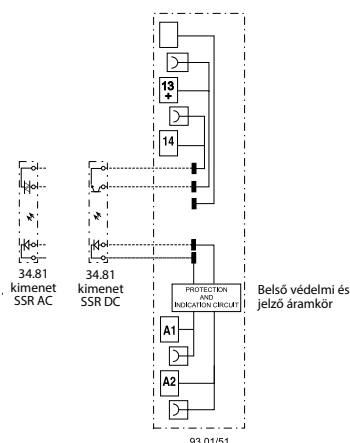 13
+
14
34.81
kimenet
SSR AC
34.81
kimenet
SSR DC
PROTECTION
AND
INDICATION CIRCUIT
Belső védelmi és
jelző áramkör
A1
A2
93.01/51